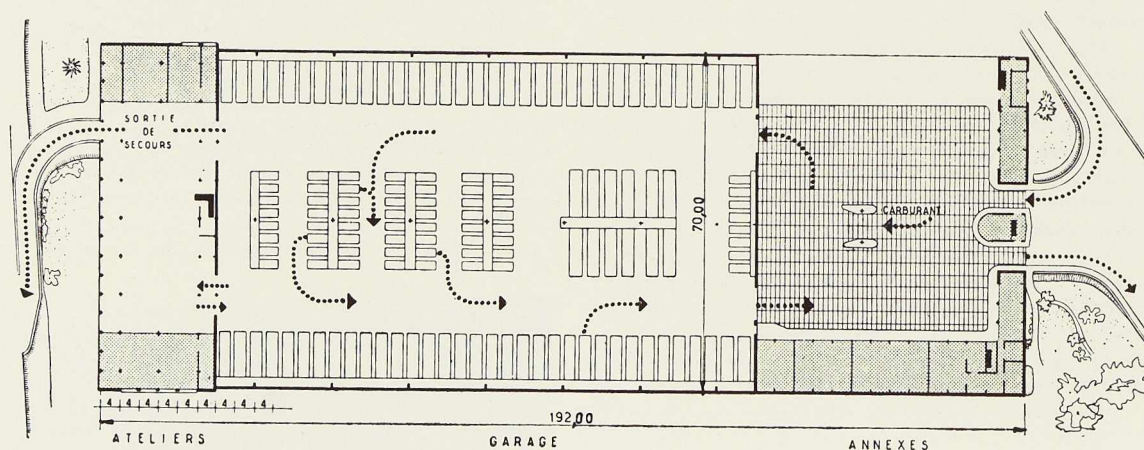 SORTIE
DE
SECOURS
CARBURANT
70,00
4 4 4 4 4 4 4 4 4
192,00
ATELIERS
GARAGE
ANNEXES